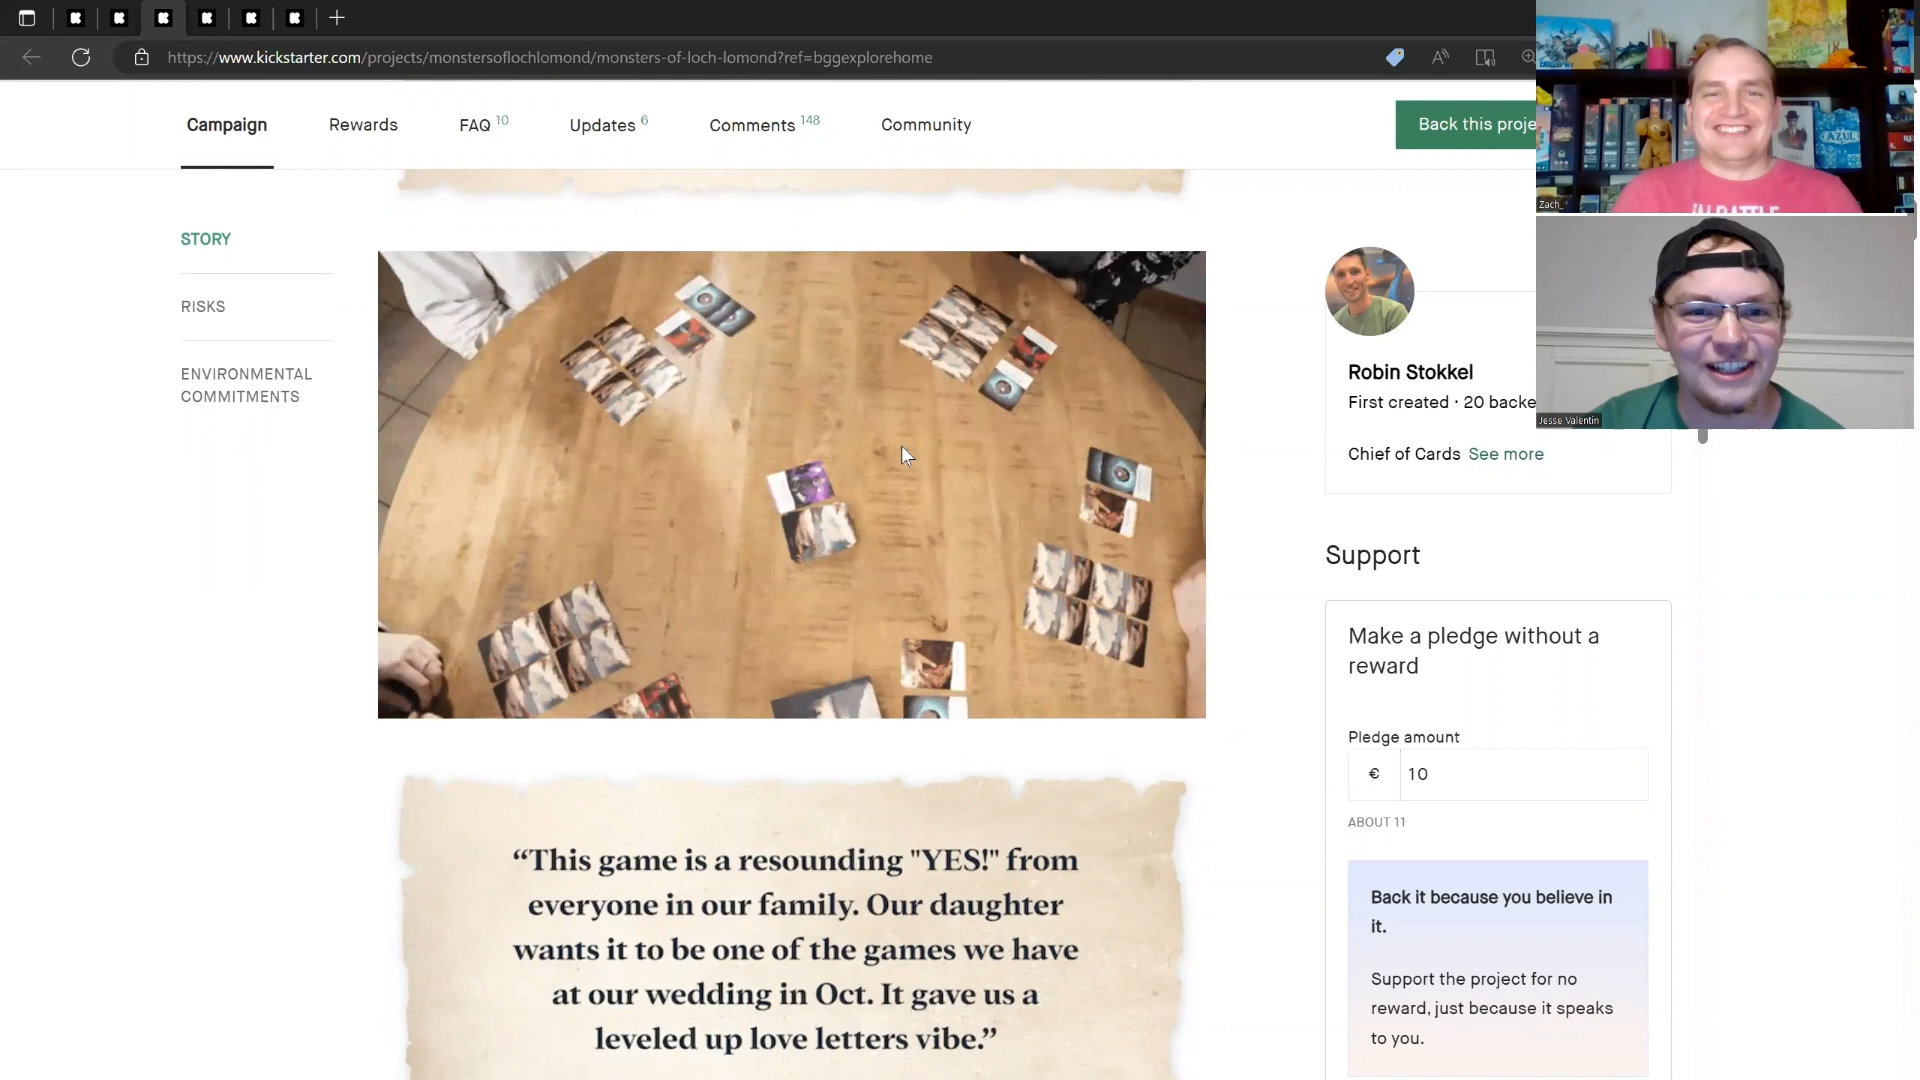 https://www.kickstarter.com/projects/monstersoflochlomond/monsters-of-loch-lomond?ref=bggexplorehome
Campaign
Rewards
FAQ 10
Updates 6
Comments 148
Community
Back this proje
STORY
RISKS
ENVIRONMENTAL
COMMITMENTS
Robin Stokkel
First created · 20 backe
Chief of Cards See more
Support
Make a pledge without a
reward
Pledge amount
€ 10
ABOUT 11
Back it because you believe in
it.
Support the project for no
reward, just because it speaks
to you.
“This game is a resounding "YES!" from
everyone in our family. Our daughter
wants it to be one of the games we have
at our wedding in Oct. It gave us a
leveled up love letters vibe.”
AZUL
IN BATTLE
Zach_
Jesse Valentin